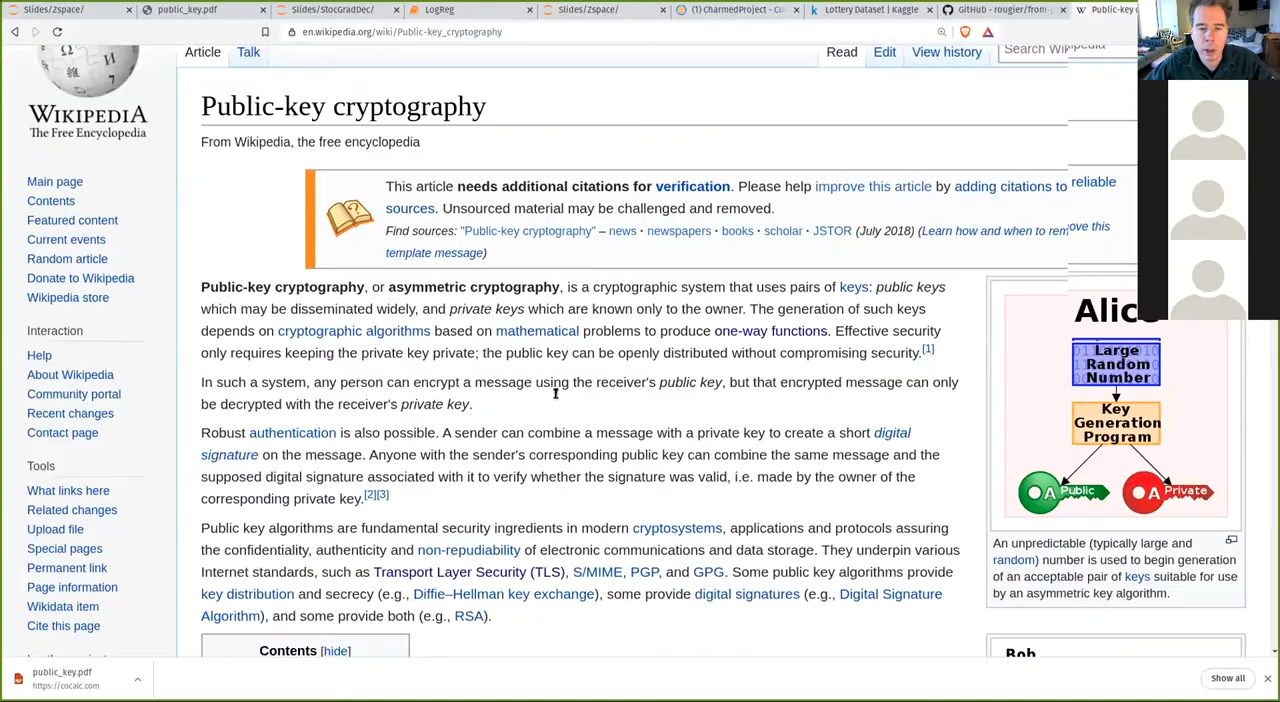 Slides/Zspace/
public_key.pdf
Slides/StocGradDec/
LogReg
Slides/Zspace/
(1) CharmedProject - Co
Lottery Dataset | Kaggle
GitHub - rougier/from-
Public-key
en.wikipedia.org/wiki/Public-key_cryptography
Article Talk Read Edit View history Search
WIKIPEDIA
The Free Encyclopedia
Main page
Contents
Featured content
Current events
Random article
Donate to Wikipedia
Wikipedia store
Interaction
Help
About Wikipedia
Community portal
Recent changes
Contact page
Tools
What links here
Related changes
Upload file
Special pages
Permanent link
Page information
Wikidata item
Cite this page
Public-key cryptography
From Wikipedia, the free encyclopedia
This article needs additional citations for verification. Please help improve this article by adding citations to reliable
sources. Unsourced material may be challenged and removed.
Find sources: "Public-key cryptography" – news · newspapers · books · scholar · JSTOR (July 2018) (Learn how and when to remove this
template message)
Public-key cryptography, or asymmetric cryptography, is a cryptographic system that uses pairs of keys: public keys
which may be disseminated widely, and private keys which are known only to the owner. The generation of such keys
depends on cryptographic algorithms based on mathematical problems to produce one-way functions. Effective security
only requires keeping the private key private; the public key can be openly distributed without compromising security.[1]
In such a system, any person can encrypt a message using the receiver's public key, but that encrypted message can only
be decrypted with the receiver's private key.
Robust authentication is also possible. A sender can combine a message with a private key to create a short digital
signature on the message. Anyone with the sender's corresponding public key can combine the same message and the
supposed digital signature associated with it to verify whether the signature was valid, i.e. made by the owner of the
corresponding private key.[2][3]
Public key algorithms are fundamental security ingredients in modern cryptosystems, applications and protocols assuring
the confidentiality, authenticity and non-repudiability of electronic communications and data storage. They underpin various
Internet standards, such as Transport Layer Security (TLS), S/MIME, PGP, and GPG. Some public key algorithms provide
key distribution and secrecy (e.g., Diffie–Hellman key exchange), some provide digital signatures (e.g., Digital Signature
Algorithm), and some provide both (e.g., RSA).
Contents [hide]
Alice
Large
Random
Number
Key
Generation
Program
A Public
A Private
An unpredictable (typically large and
random) number is used to begin generation
of an acceptable pair of keys suitable for use
by an asymmetric key algorithm.
Bob
public_key.pdf
https://cocalc.com
Show all